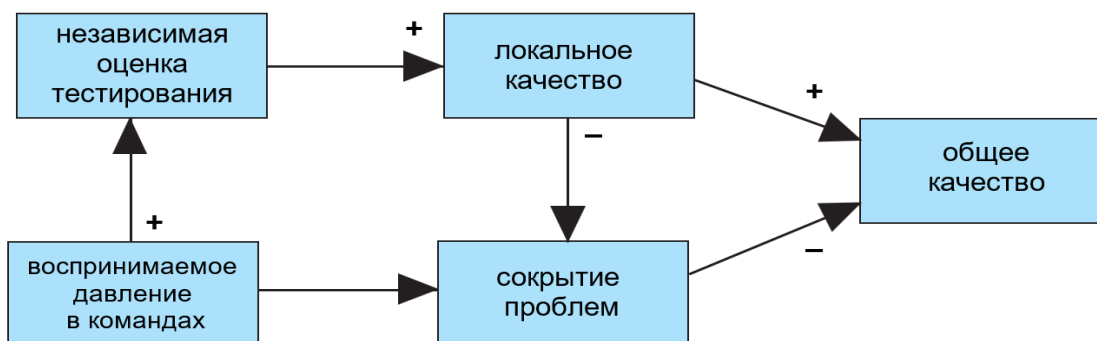 независимая
оценка
тестирования
+
локальное
качество
+
–
общее
качество
+
воспринимаемое
давление
в командах
сокрытие
проблем
–